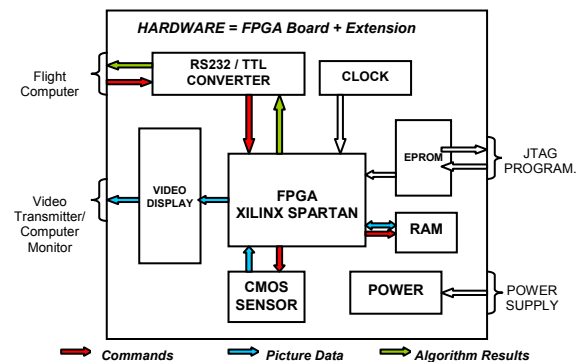 HARDWARE = FPGA Board + Extension
RS232 / TTL
CONVERTER
CLOCK
Flight
Computer
EPROM
JTAG
PROGRAM.
VIDEO
DISPLAY
FPGA
XILINX SPARTAN
Video
Transmitter/
Computer
Monitor
RAM
CMOS
SENSOR
POWER
POWER
SUPPLY
Commands
Picture Data
Algorithm Results